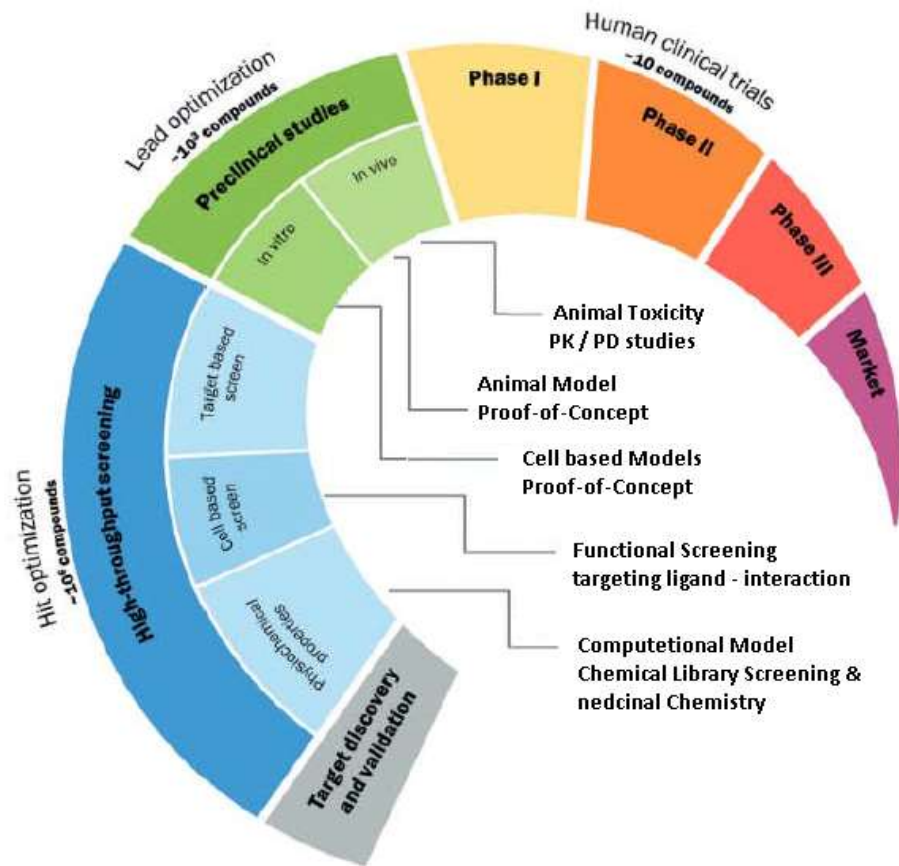 Human clinical trials
~10 compounds
Lead optimization
~10³ compounds
Phase I
Phase II
Phase III
Market
Preclinical studies
In vivo
In vitro
Animal Toxicity
PK / PD studies
Animal Model
Proof-of-Concept
Cell based Models
Proof-of-Concept
Functional Screening
targeting ligand - interaction
Computetional Model
Chemical Library Screening &
nedcinal Chemistry
Hit optimization
compounds
High-throughput screening
Target based
screen
Cell based
screen
Physiochemical
properties
Target discovery
and validation